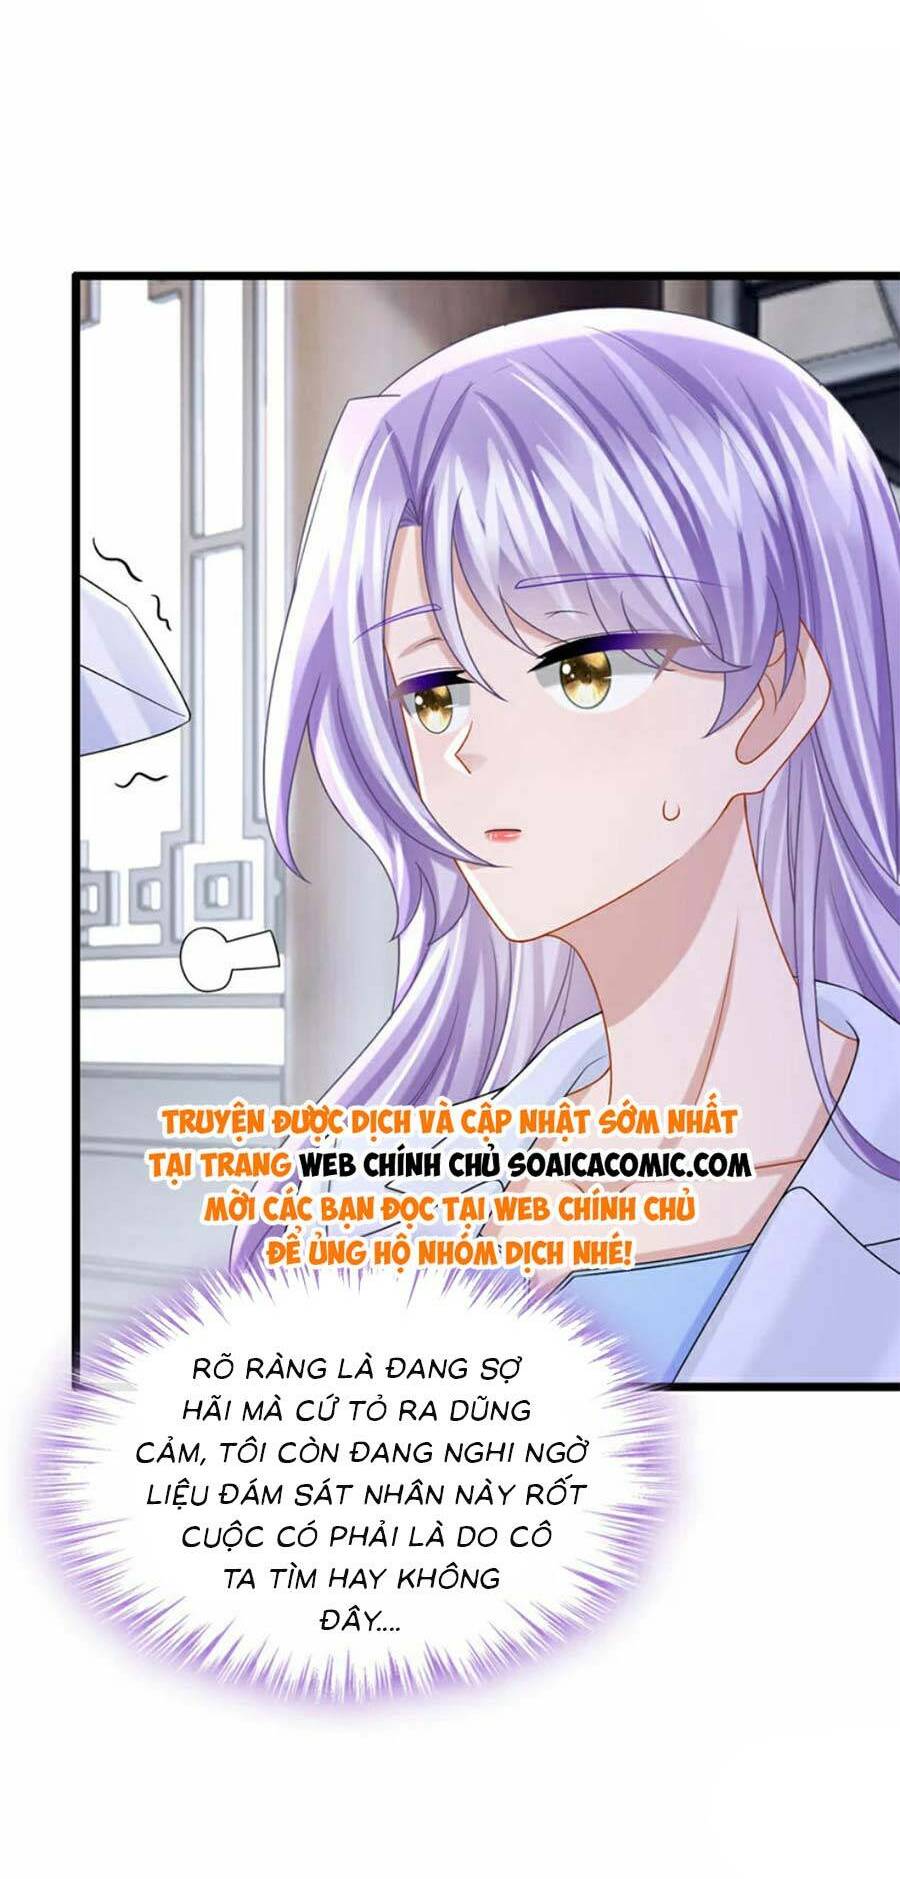 TRUYỆN ĐƯỢC DỊCH VÀ CẬP NHẬT SỚM NHẤT
TẠI TRANG WEB CHÍNH CHỦ SOAICACOMIC.COM
MỜI CÁC BẠN ĐỌC TẠI WEB CHÍNH CHỦ
ĐỂ ỦNG HỘ NHÓM DỊCH NHÉ!
RÕ RÀNG LÀ ĐANG SỢ
HÃI MÀ CỨ TỎ RA DŨNG
CẢM, TÔI CÒN ĐANG NGHI NGỜ
LIỆU ĐÁM SÁT NHÂN NÀY RỐT
CUỘC CÓ PHẢI LÀ DO CÔ
TA TÌM HAY KHÔNG
ĐÂY....